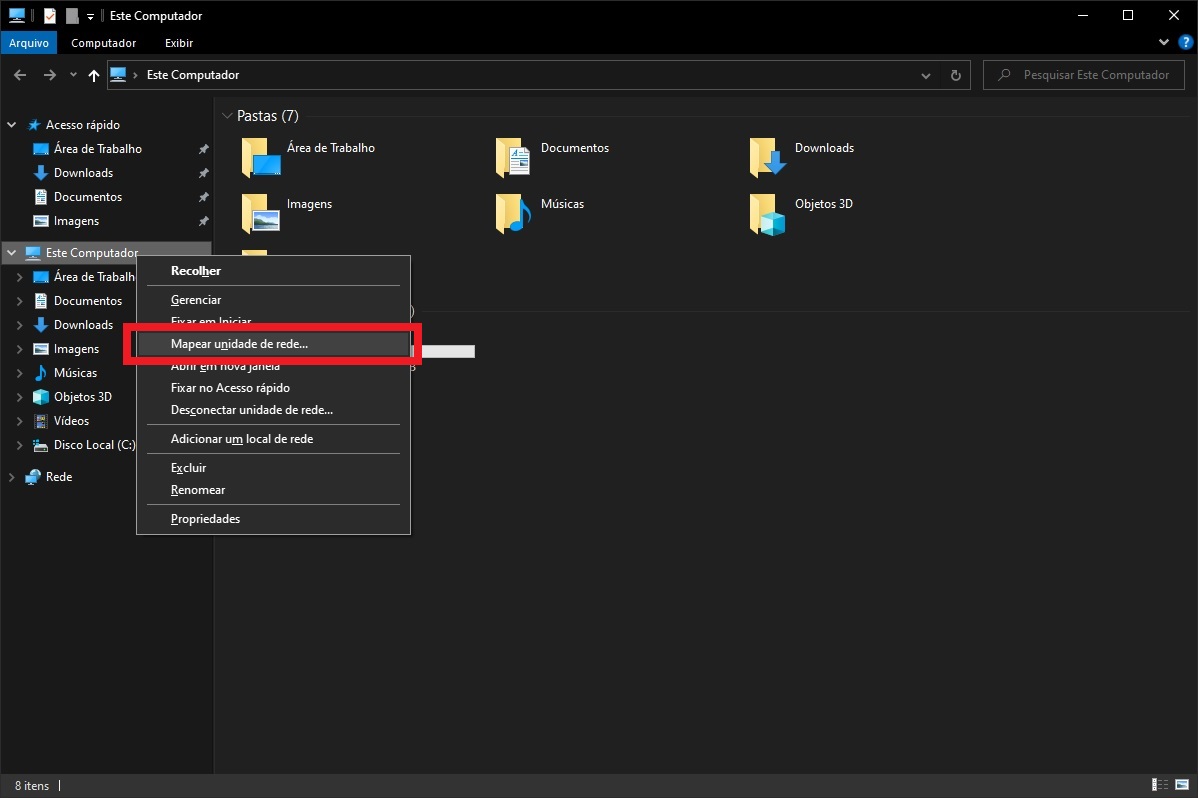 Este Computador
Arquivo Computador Exibir
Este Computador Pesquisar Este Computador
Acesso rápido
Área de Trabalho
Downloads
Documentos
Imagens
Este Computador
Área de Trabalh
Documentos
Downloads
Imagens
Músicas
Objetos 3D
Vídeos
Disco Local (C:)
Rede
Pastas (7)
Área de Trabalho
Documentos
Downloads
Imagens
Músicas
Objetos 3D
Recolher
Gerenciar
Fixar em Iniciar
Mapear unidade de rede...
Abrir em nova janela
Fixar no Acesso rápido
Desconectar unidade de rede...
Adicionar um local de rede
Excluir
Renomear
Propriedades
8 itens